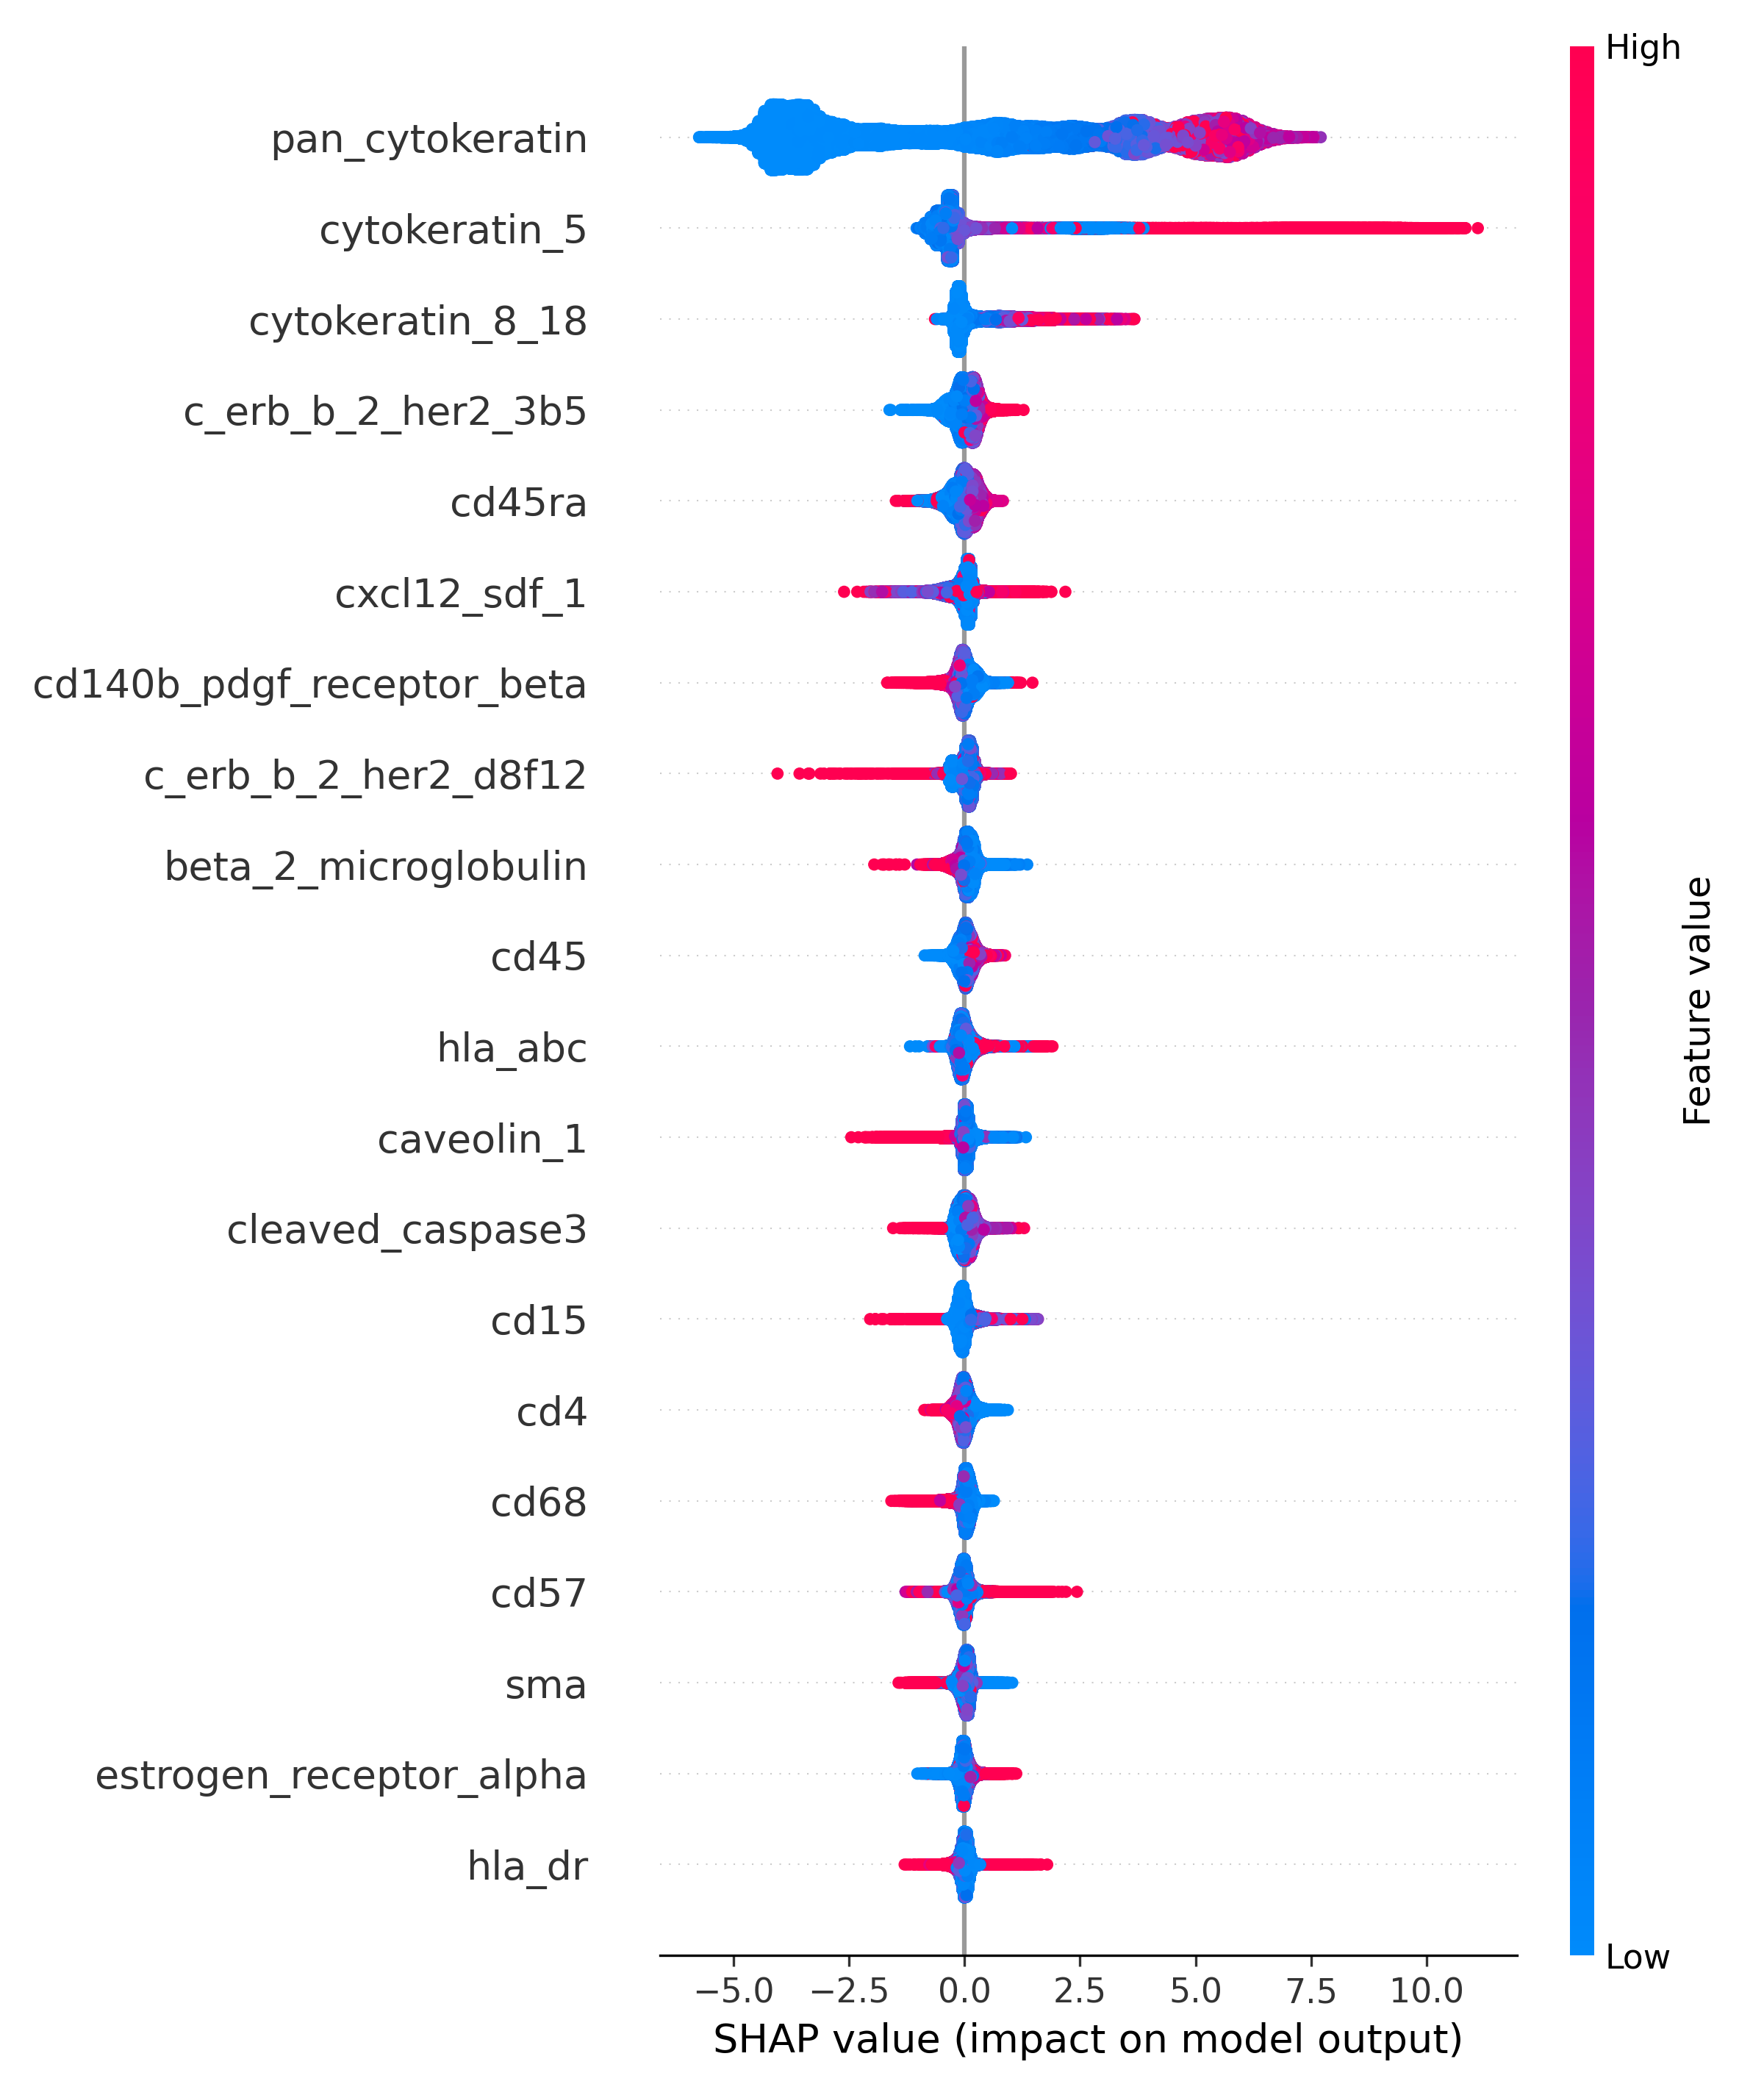 High
pan_cytokeratin
cytokeratin_5
cytokeratin_8_18
c_erb_b_2_her2_3b5
cd45ra
cxcl12_sdf_1
cd140b_pdgf_receptor_beta
c_erb_b_2_her2_d8f12
beta_2_microglobulin
cd45
hla_abc
caveolin_1
cleaved_caspase3
cd15
cd4
cd68
cd57
sma
estrogen_receptor_alpha
hla_dr
Feature value
Low
−5.0 −2.5 0.0 2.5 5.0 7.5 10.0
SHAP value (impact on model output)